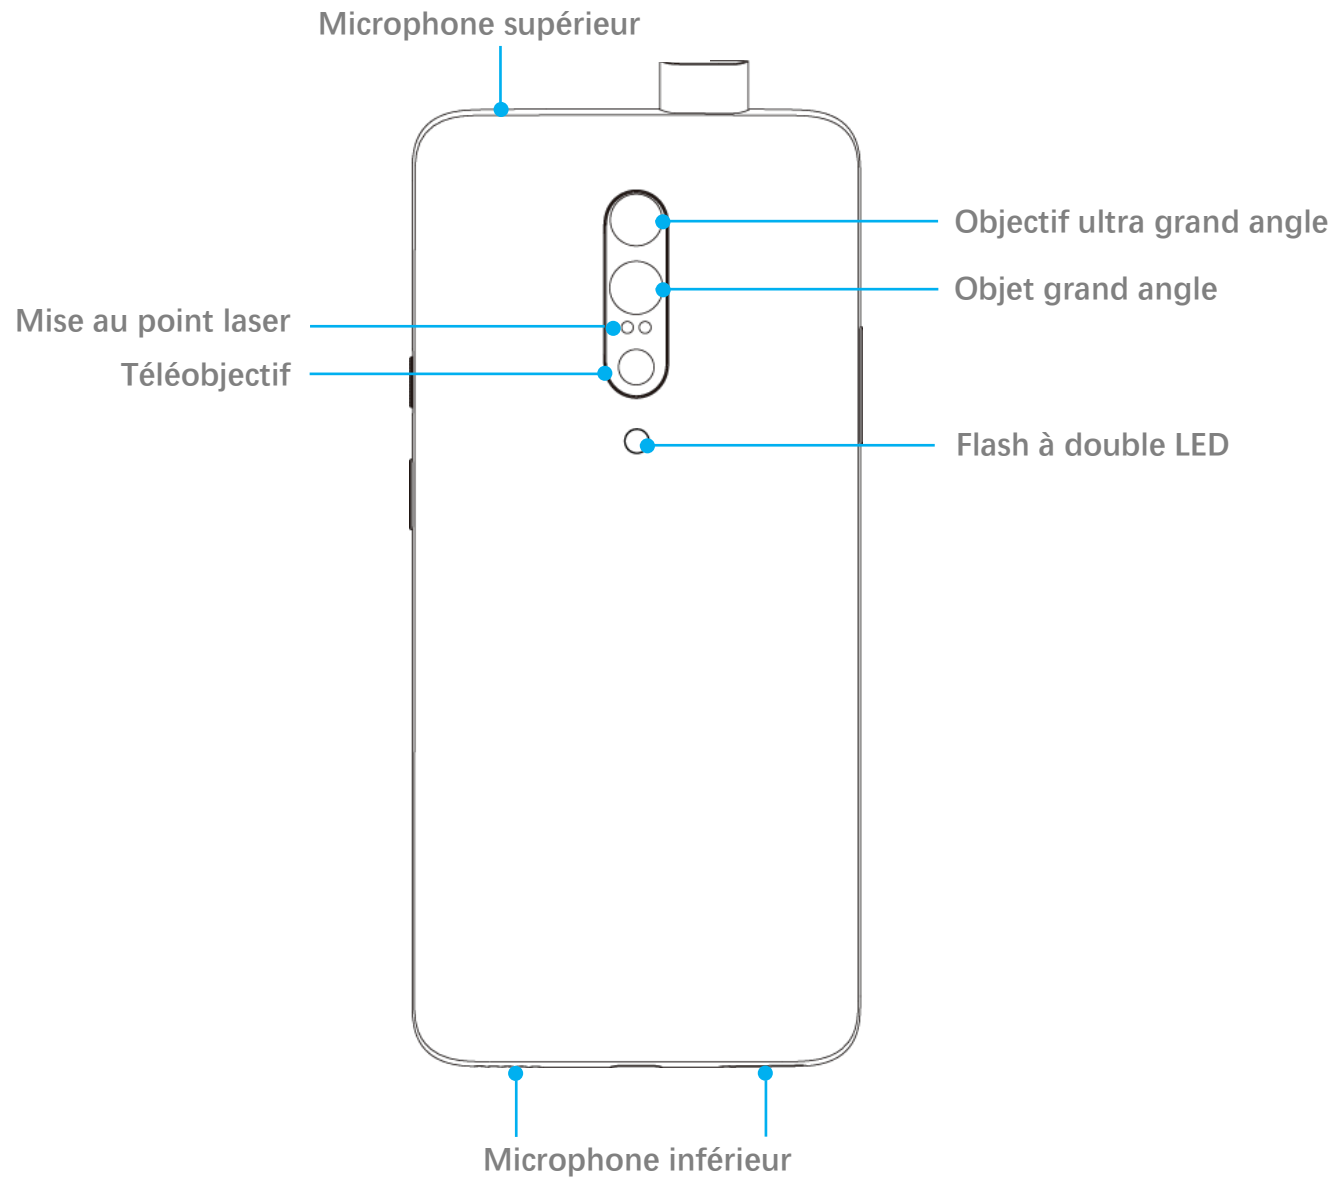 Microphone supérieur
Objectif ultra grand angle
Objet grand angle
Mise au point laser
Téléobjectif
Flash à double LED
Microphone inférieur